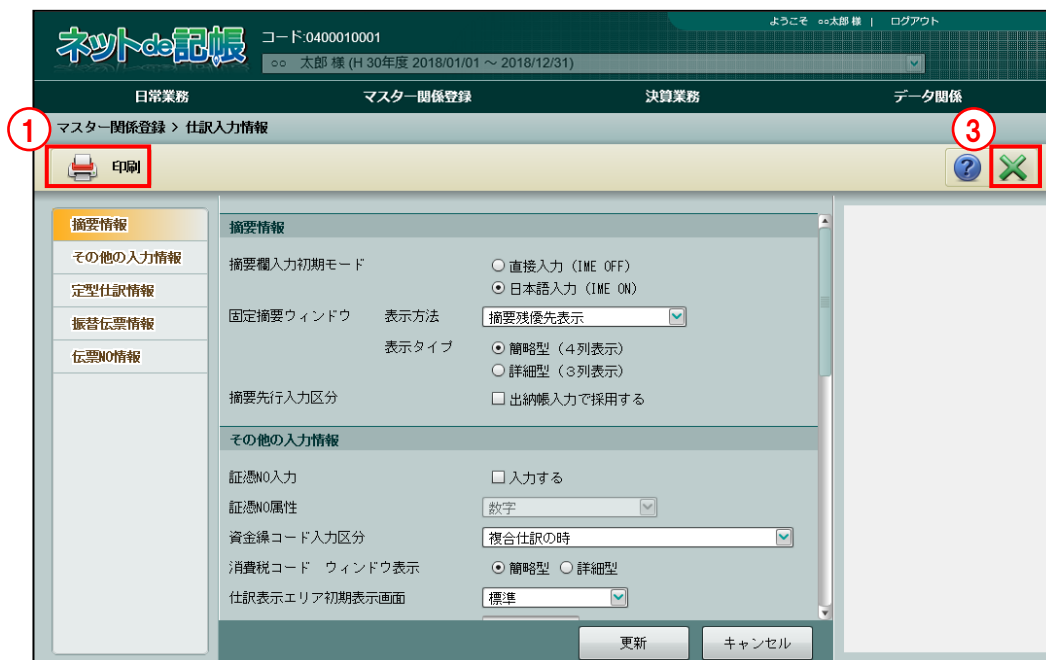 ようこそ ○○太郎 様 | ログアウト
ネットde記帳
コード:0400010001
○○ 太郎 様 (H 30年度 2018/01/01 ～ 2018/12/31)
日常業務 マスター関係登録 決算業務 データ関係
1 マスター関係登録 > 仕訳入力情報 3
印刷 ?
摘要情報
その他の入力情報
定型仕訳情報
振替伝票情報
伝票NO情報
摘要情報
摘要欄入力初期モード 直接入力 (IME OFF)
日本語入力 (IME ON)
固定摘要ウィンドウ 表示方法 摘要残優先表示
表示タイプ 簡略型 (4列表示)
詳細型 (3列表示)
摘要先行入力区分 出納帳入力で採用する
その他の入力情報
証憑NO入力 入力する
証憑NO属性 数字
資金繰コード入力区分 複合仕訳の時
消費税コード ウィンドウ表示 簡略型 詳細型
仕訳表示エリア初期表示画面 標準
更新 キャンセル